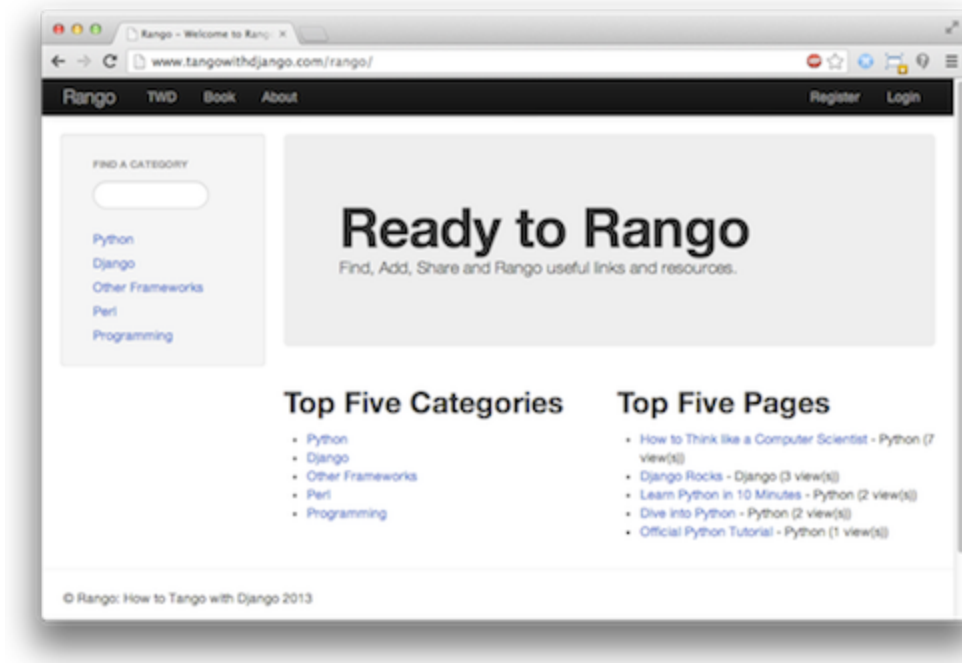 Rango - Welcome to Rang
www.tangowithdjango.com/rango/
Rango TWD Book About Register Login
FIND A CATEGORY
Python
Django
Other Frameworks
Perl
Programming
Ready to Rango
Find, Add, Share and Rango useful links and resources.
Top Five Categories
Python
Django
Other Frameworks
Perl
Programming
Top Five Pages
How to Think like a Computer Scientist - Python (7
view(s))
Django Rocks - Django (3 view(s))
Learn Python in 10 Minutes - Python (2 view(s))
Dive into Python - Python (2 view(s))
Official Python Tutorial - Python (1 view(s))
© Rango: How to Tango with Django 2013